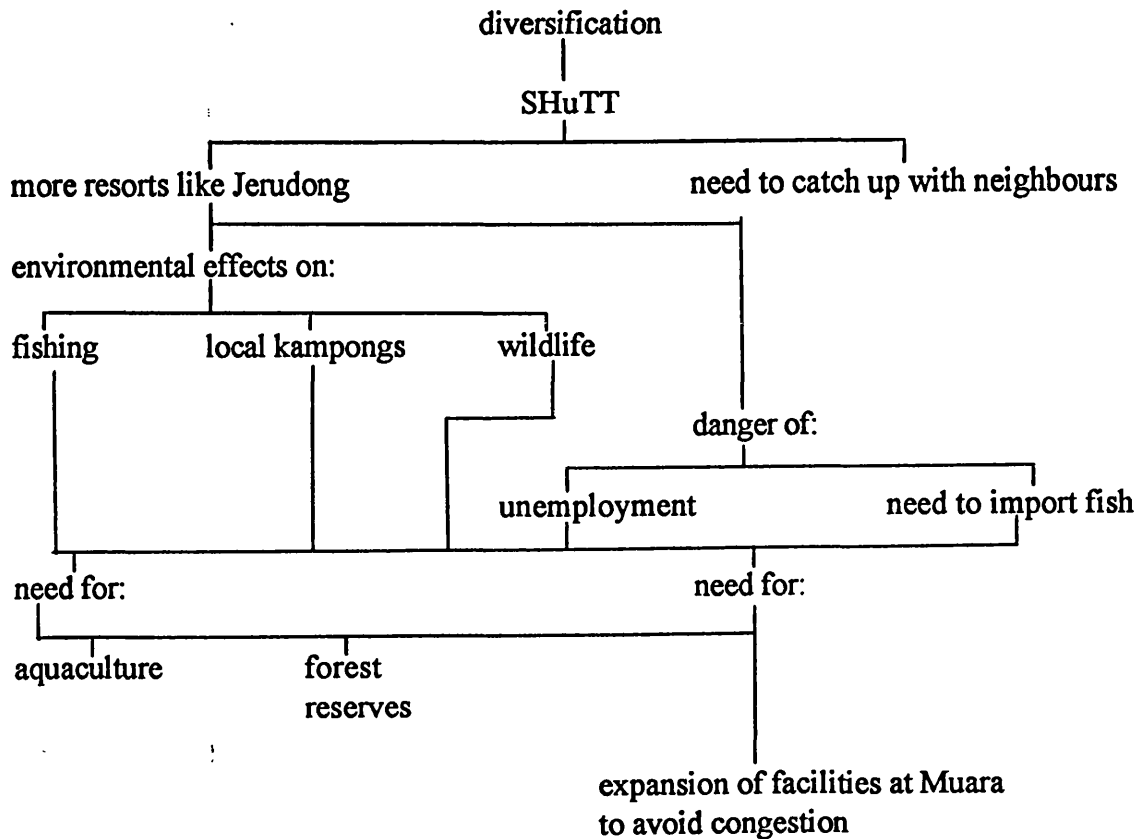 diversification
SHuTT
more resorts like Jerudong
need to catch up with neighbours
environmental effects on:
fishing
local kampongs
wildlife
danger of:
unemployment
need to import fish
need for:
need for:
aquaculture
forest
reserves
expansion of facilities at Muara
to avoid congestion